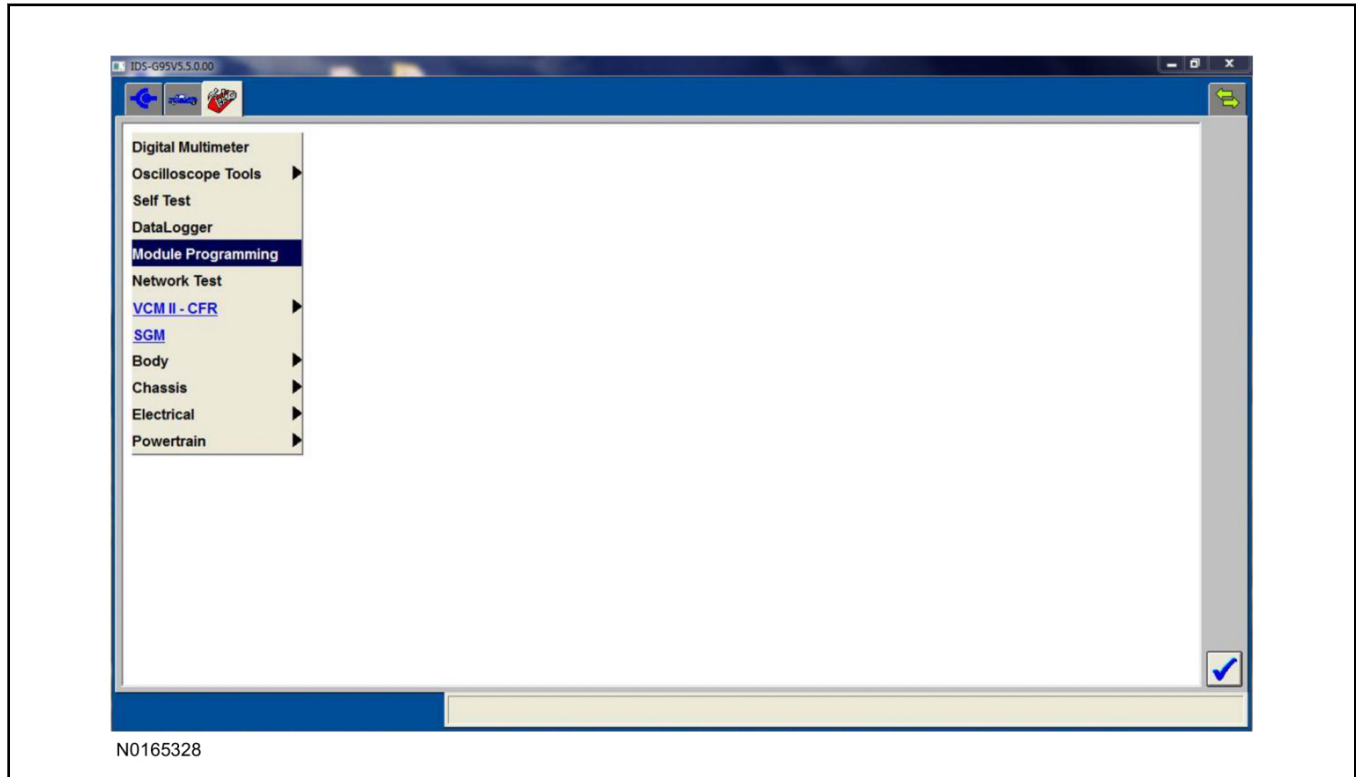 IDS-G95V5.5.0.00
Digital Multimeter
Oscilloscope Tools
Self Test
DataLogger
Module Programming
Network Test
VCM II - CFR
SGM
Body
Chassis
Electrical
Powertrain
N0165328